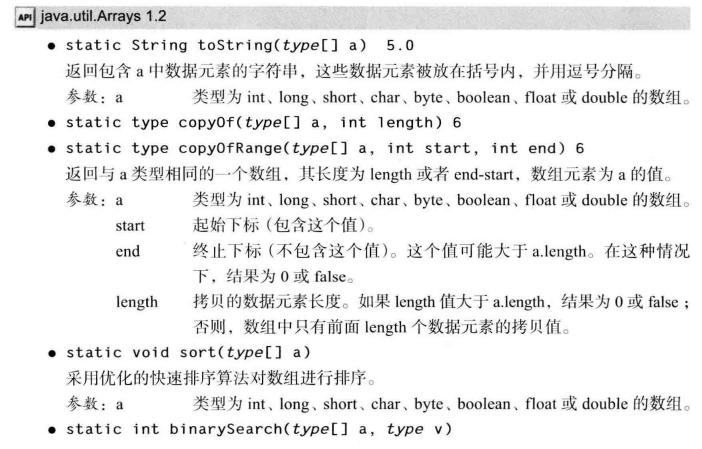 API java.util.Arrays 1.2
• static String toString(type[] a) 5.0
返回包含 a 中数据元素的字符串，这些数据元素被放在括号内，并用逗号分隔。
参数：a 类型为 int、long、short、char、byte、boolean、float 或 double 的数组。
• static type copyOf(type[] a, int length) 6
• static type copyOfRange(type[] a, int start, int end) 6
返回与 a 类型相同的一个数组，其长度为 length 或者 end-start，数组元素为 a 的值。
参数：a 类型为 int、long、short、char、byte、boolean、float 或 double 的数组。
start 起始下标（包含这个值）。
end 终止下标（不包含这个值）。这个值可能大于 a.length。在这种情况
下，结果为 0 或 false。
length 拷贝的数据元素长度。如果 length 值大于 a.length，结果为 0 或 false；
否则，数组中只有前面 length 个数据元素的拷贝值。
• static void sort(type[] a)
采用优化的快速排序算法对数组进行排序。
参数：a 类型为 int、long、short、char、byte、boolean、float 或 double 的数组。
• static int binarySearch(type[] a, type v)